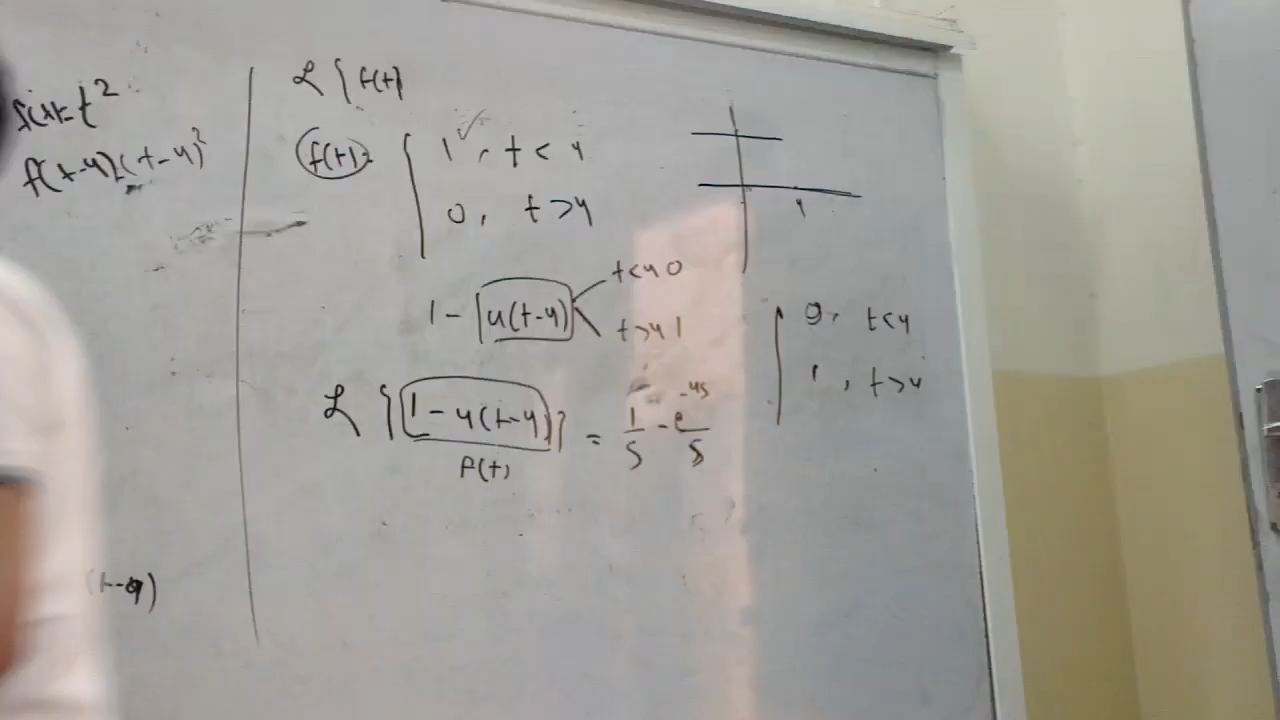 t²
f(t-4)(t-4)²
(t-9)
ℒ { f(t)
f(t) = { 1 ✓, t < 4
0, t > 4
4
1 - u(t-4) t<4 0
t>4 1
0, t<4
1, t>4
ℒ { 1 - u(t-4) } = 1/s - e^-4s/s
f(t)